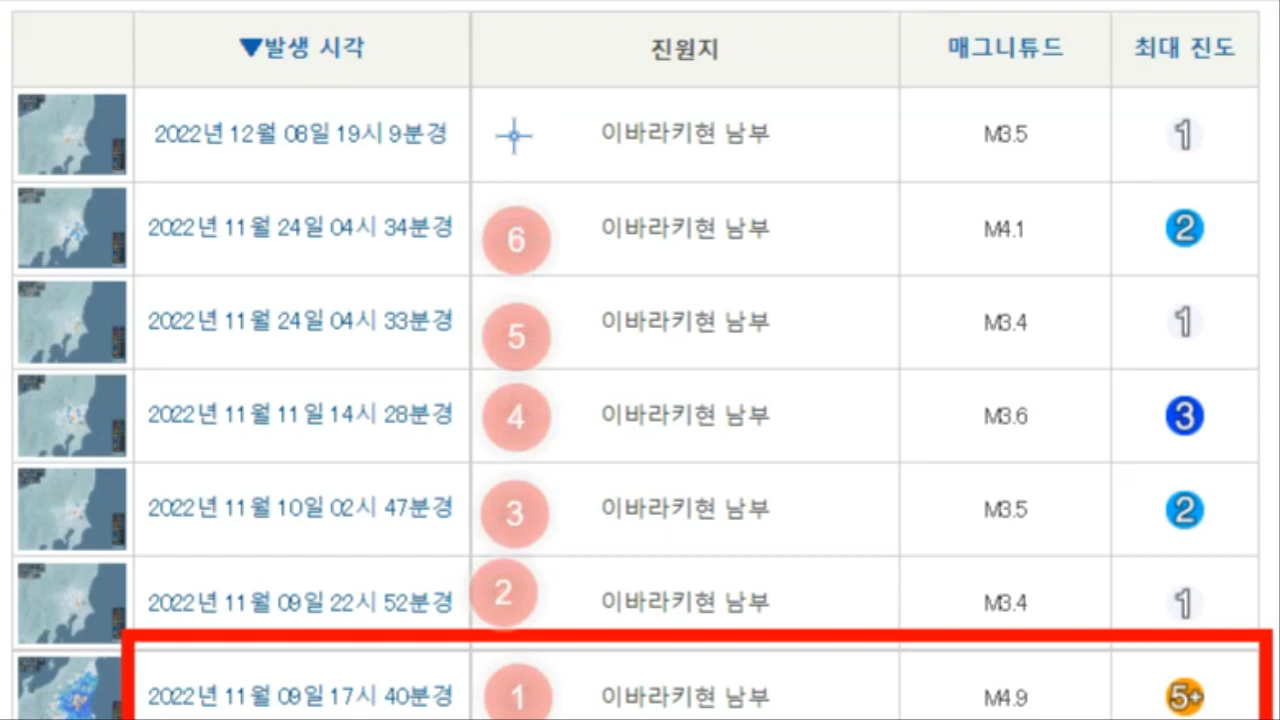 ▼발생 시각 진원지 매그니튜드 최대 진도
2022년 12월 08일 19시 9분경 이바라키현 남부 M3.5 1
2022년 11월 24일 04시 34분경 6 이바라키현 남부 M4.1 2
2022년 11월 24일 04시 33분경 5 이바라키현 남부 M3.4 1
2022년 11월 11일 14시 28분경 4 이바라키현 남부 M3.6 3
2022년 11월 10일 02시 47분경 3 이바라키현 남부 M3.5 2
2022년 11월 09일 22시 52분경 2 이바라키현 남부 M3.4 1
2022년 11월 09일 17시 40분경 1 이바라키현 남부 M4.9 5+